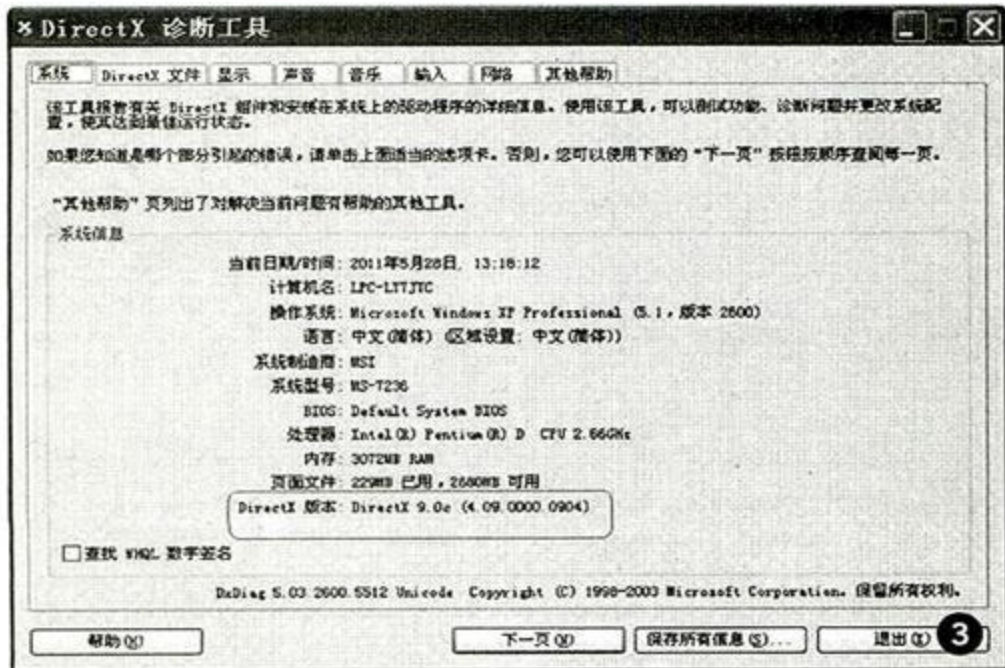 DirectX 诊断工具
系统 DirectX 文件 显示 声音 音乐 输入 网络 其他帮助
该工具报告有关 DirectX 组件和安装在系统上的驱动程序的详细信息。使用该工具，可以测试功能、诊断问题并更改系统配
置，使其达到最佳运行状态。
如果您知道是哪个部分引起的错误，请单击上面适当的选项卡。否则，您可以使用下面的“下一页”按钮按顺序查阅每一页。
“其他帮助”页列出了对解决当前问题有帮助的其他工具。
系统信息
当前日期/时间: 2011年5月28日, 13:18:12
计算机名: LPC-LY7JTC
操作系统: Microsoft Windows XP Professional (5.1，版本 2600)
语言: 中文(简体) (区域设置: 中文(简体))
系统制造商: MSI
系统型号: MS-7236
BIOS: Default System BIOS
处理器: Intel(R) Pentium(R) D CPU 2.66GHz
内存: 3072MB RAM
页面文件: 229MB 已用，2680MB 可用
DirectX 版本: DirectX 9.0c (4.09.0000.0904)
查找 WHQL 数字签名
DxDiag 5.03.2600.5512 Unicode Copyright (C) 1998-2003 Microsoft Corporation。保留所有权利。
帮助(H) 下一页(N) 保存所有信息(S)... 退出(X) 3